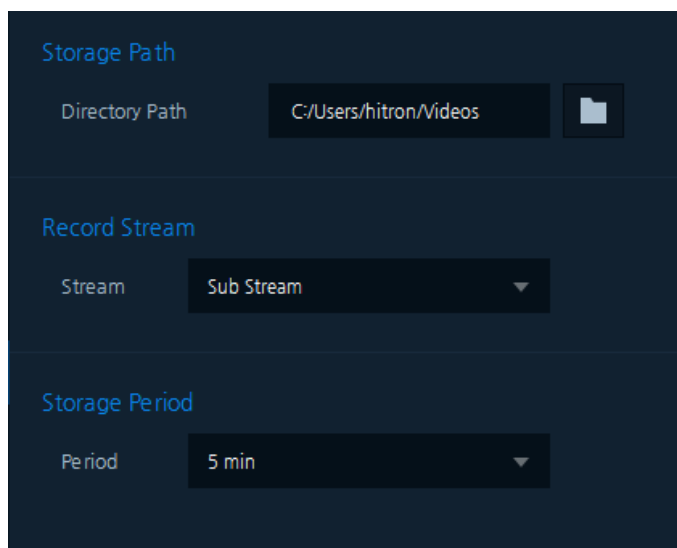 Storage Path
Directory Path C:/Users/hitron/Videos
Record Stream
Stream Sub Stream
Storage Period
Period 5 min